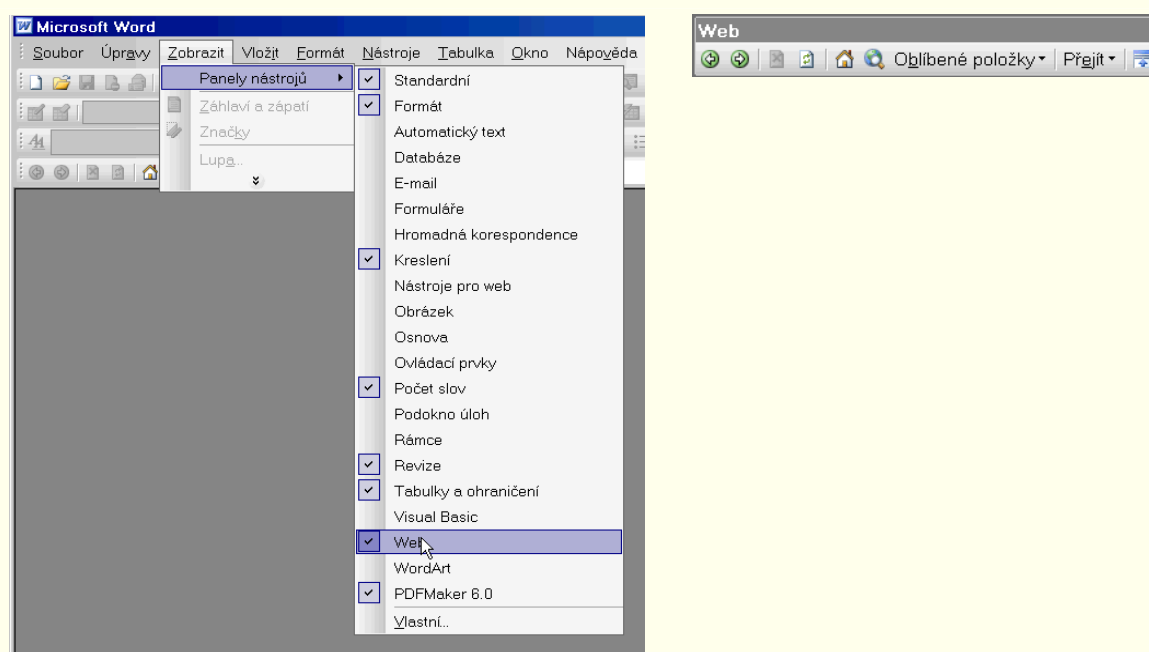 Microsoft Word
Soubor Úpravy Zobrazit Vložit Formát Nástroje Tabulka Okno Nápověda
Panely nástrojů
Záhlaví a zápatí
Značky
Lupa...
Standardní
Formát
Automatický text
Databáze
E-mail
Formuláře
Hromadná korespondence
Kreslení
Nástroje pro web
Obrázek
Osnova
Ovládací prvky
Počet slov
Podokno úloh
Rámce
Revize
Tabulky a ohraničení
Visual Basic
Web
WordArt
PDFMaker 6.0
Vlastní...
Web
Oblíbené položky Přejít